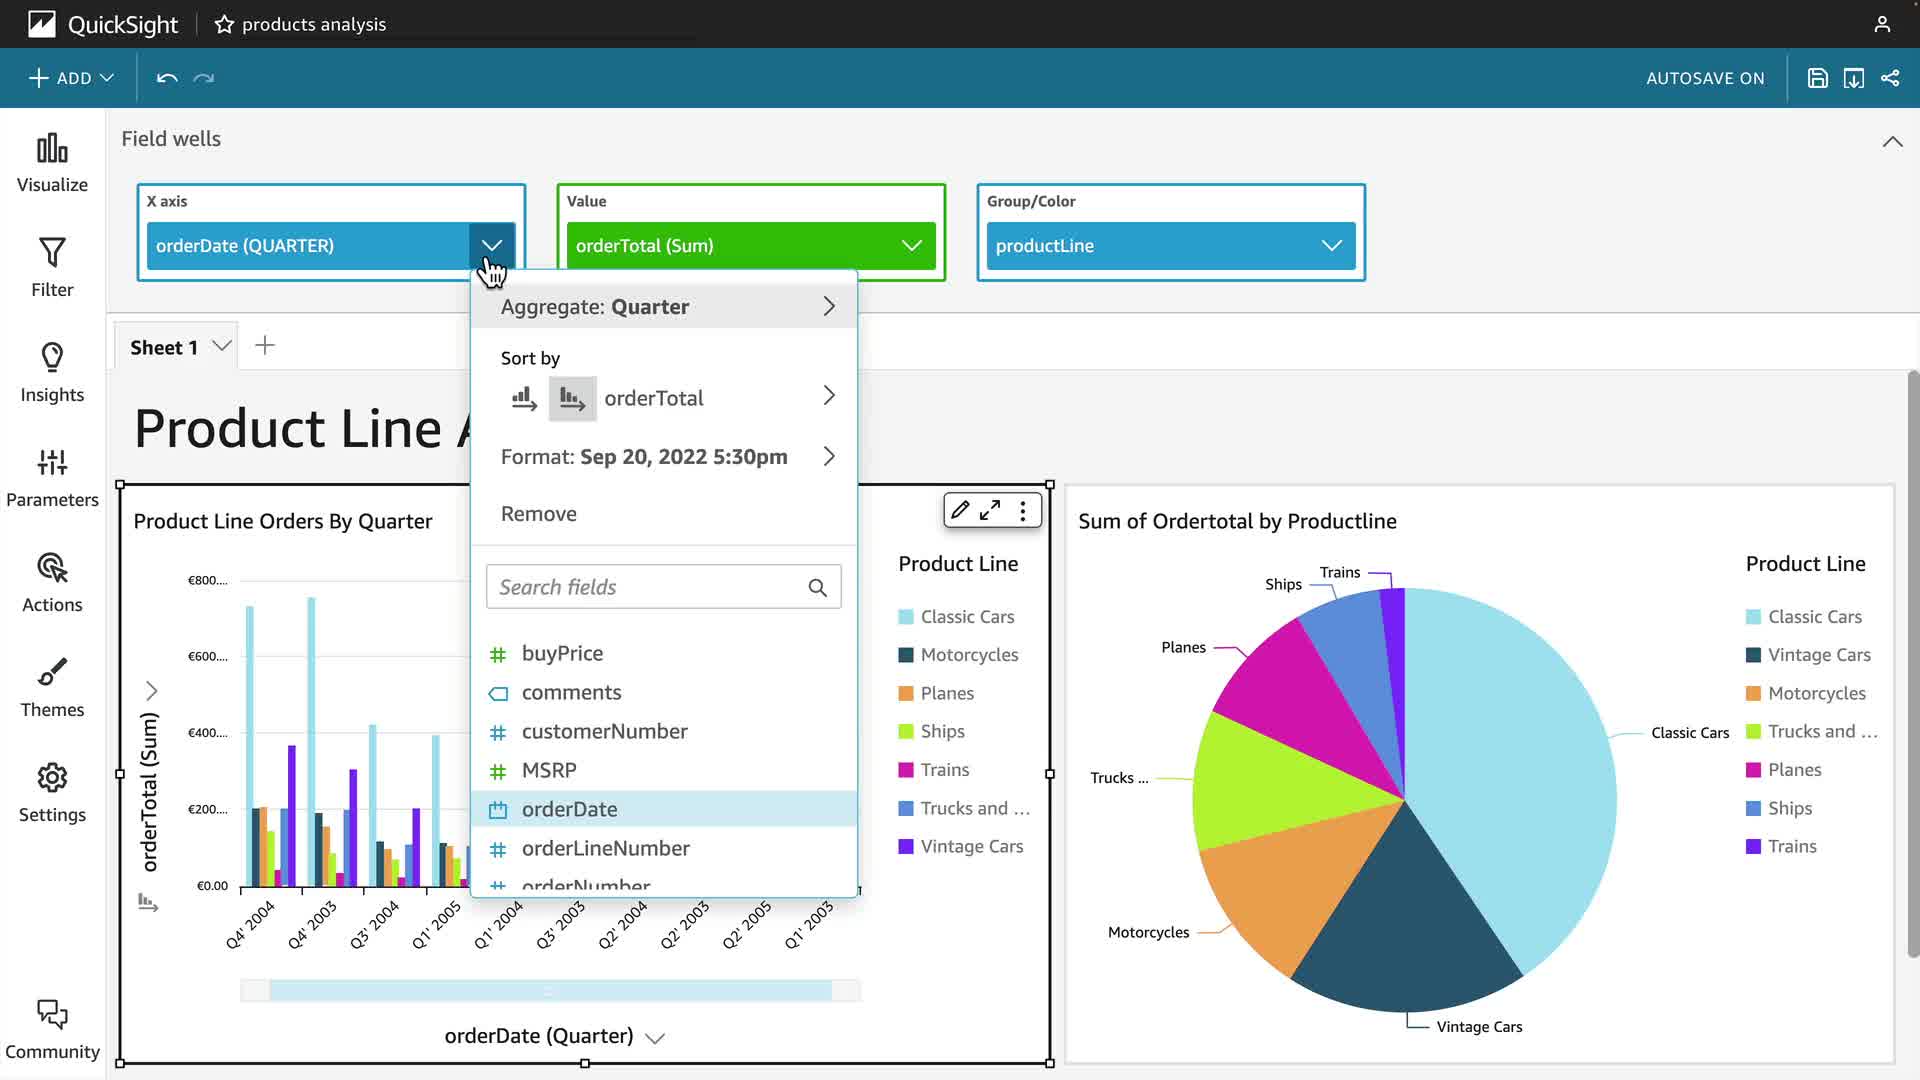 QuickSight
products analysis
ADD
AUTOSAVE ON
Visualize
Filter
Insights
Parameters
Actions
Themes
Settings
Community
Field wells
X axis
orderDate (QUARTER)
Value
orderTotal (Sum)
Group/Color
productLine
Sheet 1
Aggregate: Quarter
Sort by
orderTotal
Format: Sep 20, 2022 5:30pm
Remove
Search fields
buyPrice
comments
customerNumber
MSRP
orderDate
orderLineNumber
orderNumber
Product Line
Product Line Orders By Quarter
€800....
€600....
€400....
€200....
€0.00
orderTotal (Sum)
Q4' 2004
Q4' 2003
Q3' 2004
Q1' 2005
Q1' 2004
Q3' 2003
Q2' 2004
Q2' 2003
Q2' 2005
Q1' 2003
orderDate (Quarter)
Product Line
Classic Cars
Motorcycles
Planes
Ships
Trains
Trucks and ...
Vintage Cars
Sum of Ordertotal by Productline
Trains
Ships
Planes
Trucks ...
Motorcycles
Vintage Cars
Classic Cars
Product Line
Classic Cars
Vintage Cars
Motorcycles
Trucks and ...
Planes
Ships
Trains